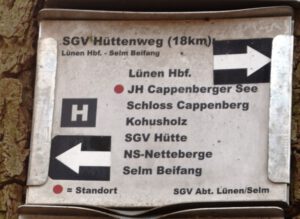 SGV Hüttenweg (18km)
Lünen Hbf. - Selm Beifang
Lünen Hbf.
JH Cappenberger See
Schloss Cappenberg
H
Kohusholz
SGV Hütte
NS-Netteberge
Selm Beifang
= Standort
SGV Abt. Lünen/Selm